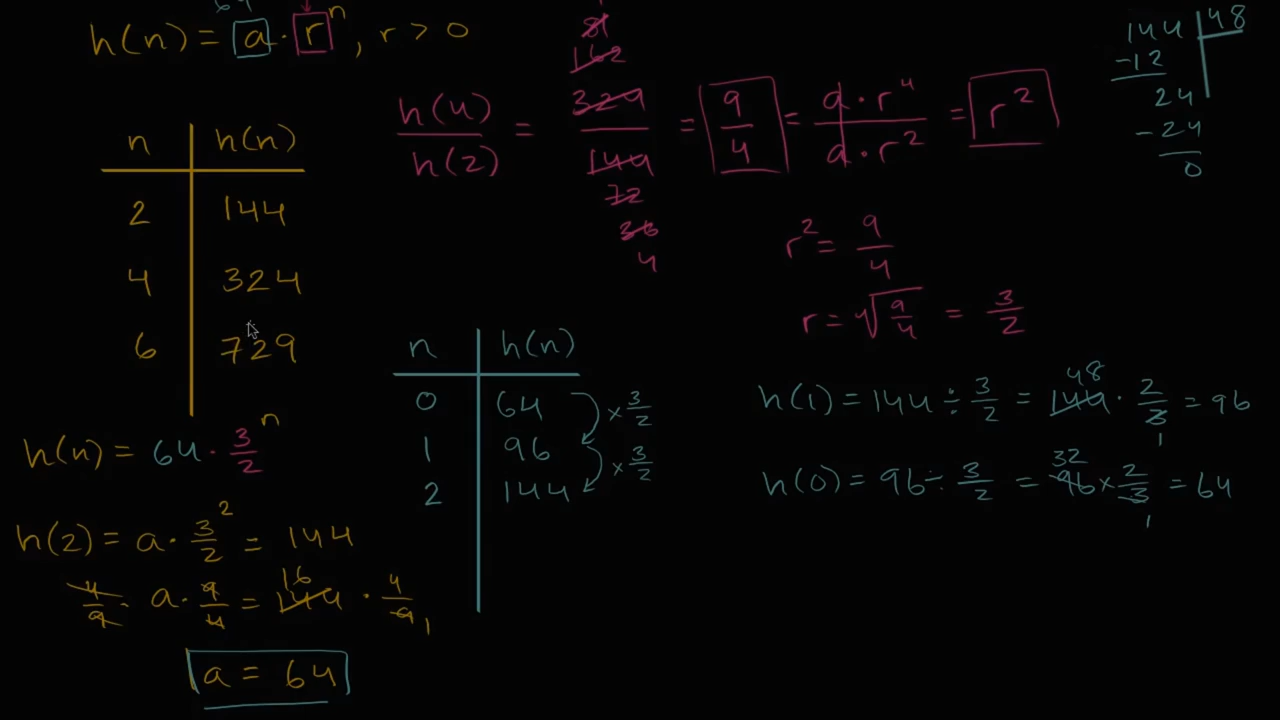 64
h(n) = a · r^n, r > 0
n | h(n)
2 | 144
4 | 324
6 | 729
h(4)/h(2) = 324/144 = 9/4 = a · r^4 / a · r^2 = r^2
81
162
72
36
4
r^2 = 9/4
r = √(9/4) = 3/2
144 | 48
-12
24
-24
0
n | h(n)
0 | 64
1 | 96
2 | 144
× 3/2
× 3/2
h(1) = 144 ÷ 3/2 = 144 · 2/3 = 96
48
1
h(0) = 96 ÷ 3/2 = 96 × 2/3 = 64
32
1
h(n) = 64 · 3/2^n
h(2) = a · 3/2^2 = 144
4/9 · a · 9/4 = 144 · 4/9
16
1
a = 64